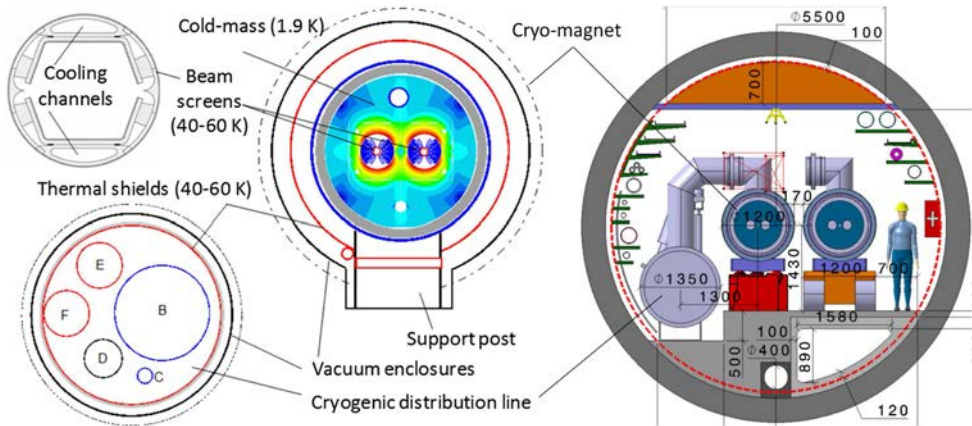 Cooling
channels
Beam
screens
(40-60 K)
Cold-mass (1.9 K)
Cryo-magnet
Thermal shields (40-60 K)
E
F
B
D
C
Support post
Vacuum enclosures
Cryogenic distribution line
Φ5500
100
700
170
Φ1200
Φ1350
1300
1430
1200
700
1580
100
Φ400
500
890
120